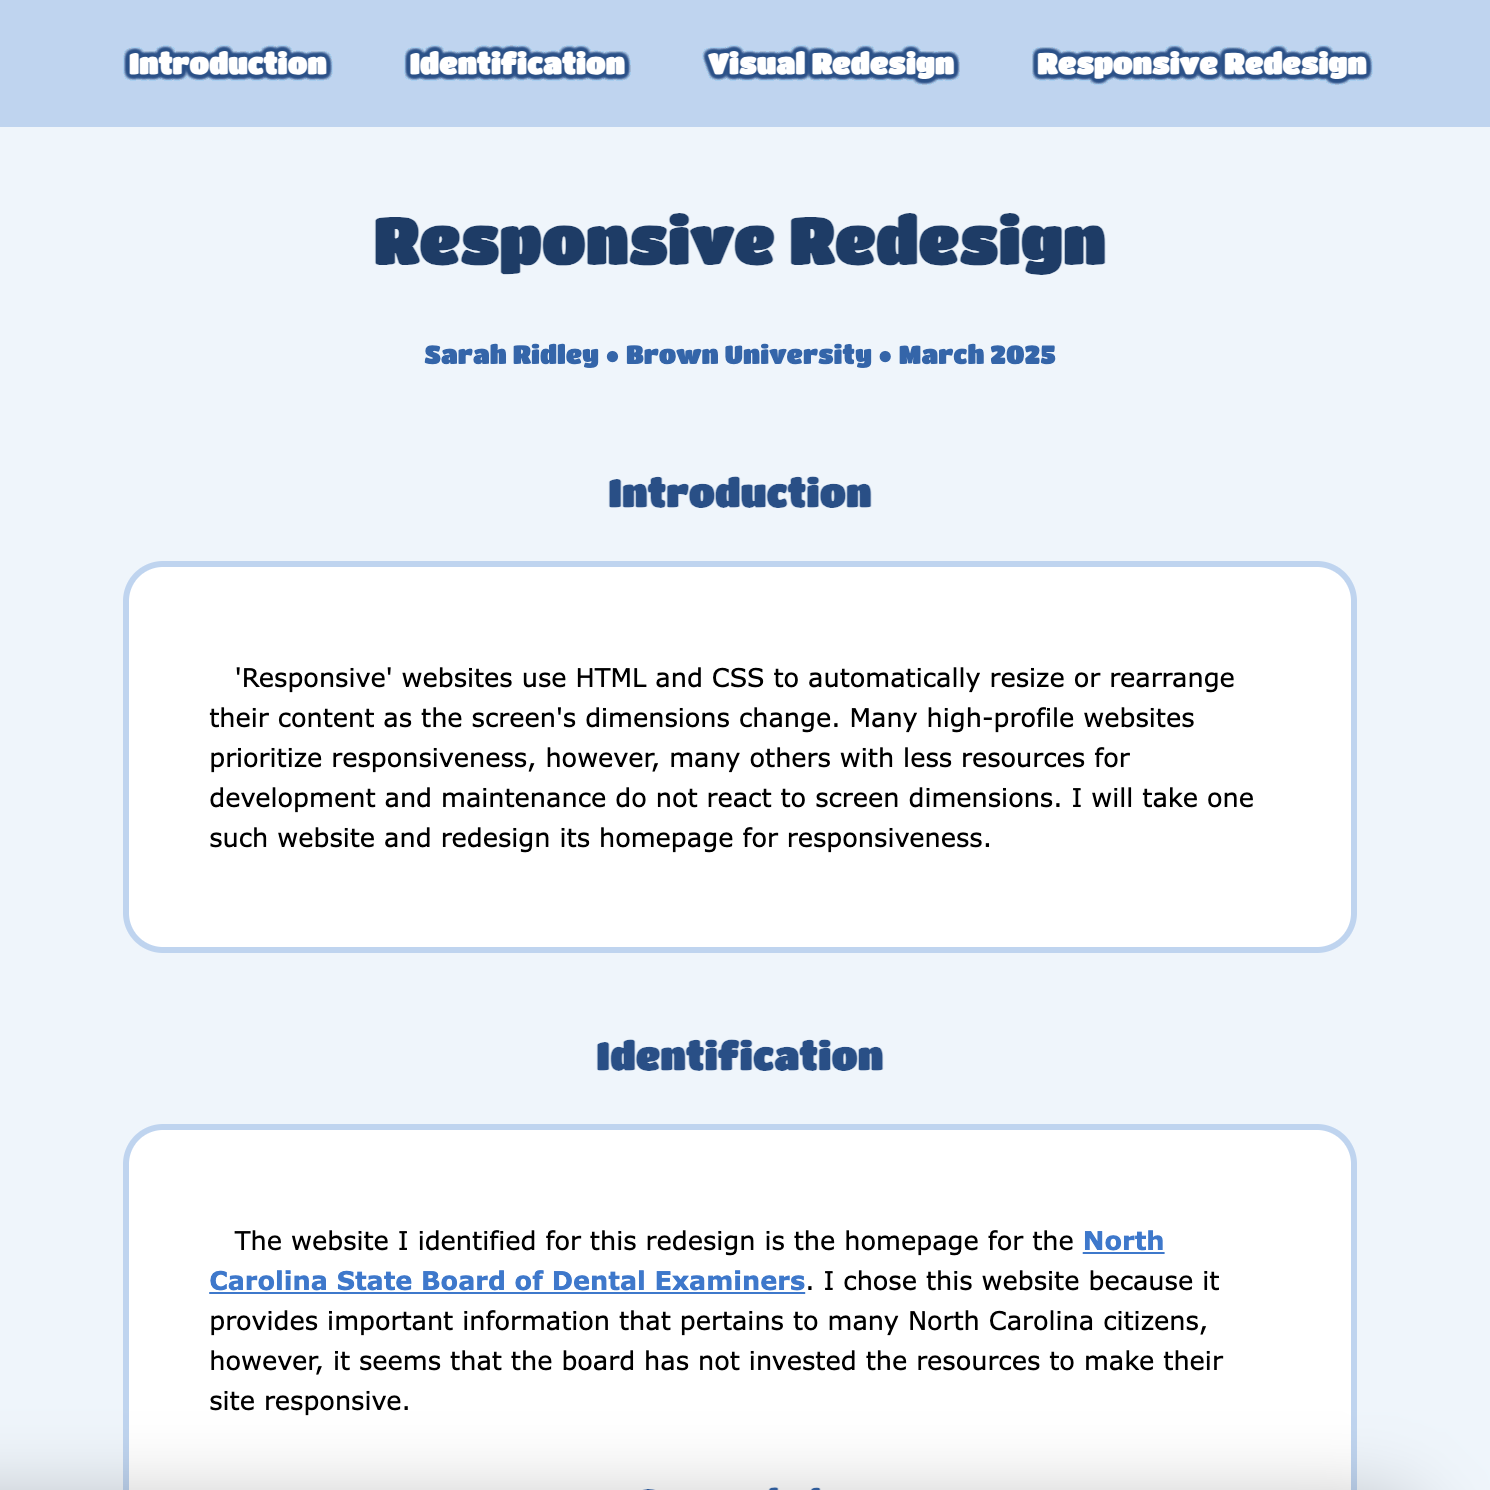 Introduction Identification Visual Redesign Responsive Redesign
Responsive Redesign
Sarah Ridley • Brown University • March 2025
Introduction
'Responsive' websites use HTML and CSS to automatically resize or rearrange
their content as the screen's dimensions change. Many high-profile websites
prioritize responsiveness, however, many others with less resources for
development and maintenance do not react to screen dimensions. I will take one
such website and redesign its homepage for responsiveness.
Identification
The website I identified for this redesign is the homepage for the North
Carolina State Board of Dental Examiners. I chose this website because it
provides important information that pertains to many North Carolina citizens,
however, it seems that the board has not invested the resources to make their
site responsive.